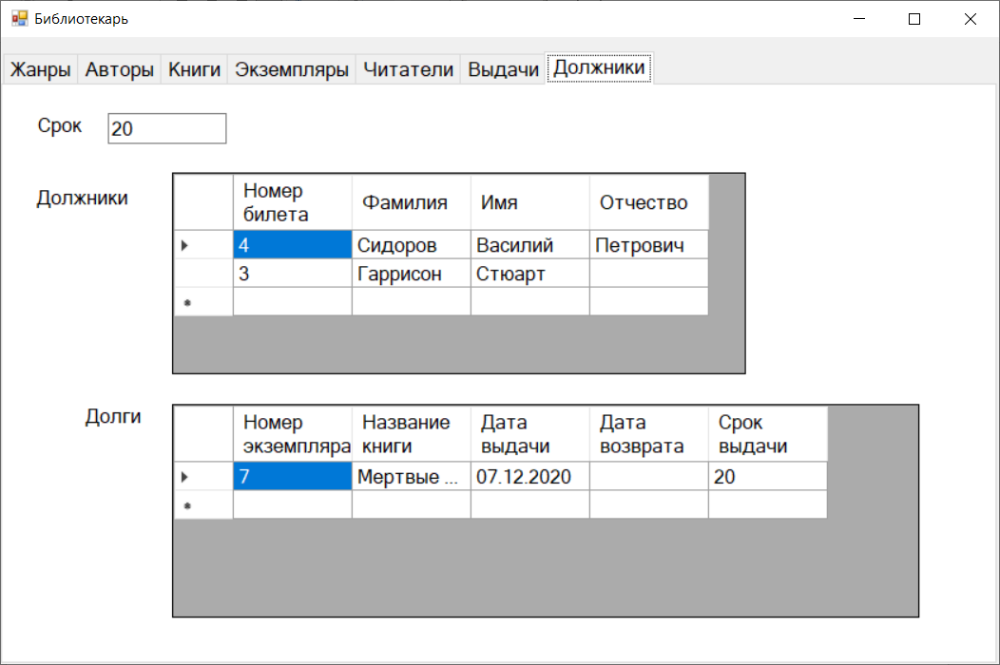 Библиотекарь
Жанры Авторы Книги Экземпляры Читатели Выдачи Должники
Срок 20
Должники
Номер билета Фамилия Имя Отчество
4 Сидоров Василий Петрович
3 Гаррисон Стюарт
Долги
Номер экземпляра Название книги Дата выдачи Дата возврата Срок выдачи
7 Мертвые ... 07.12.2020 20